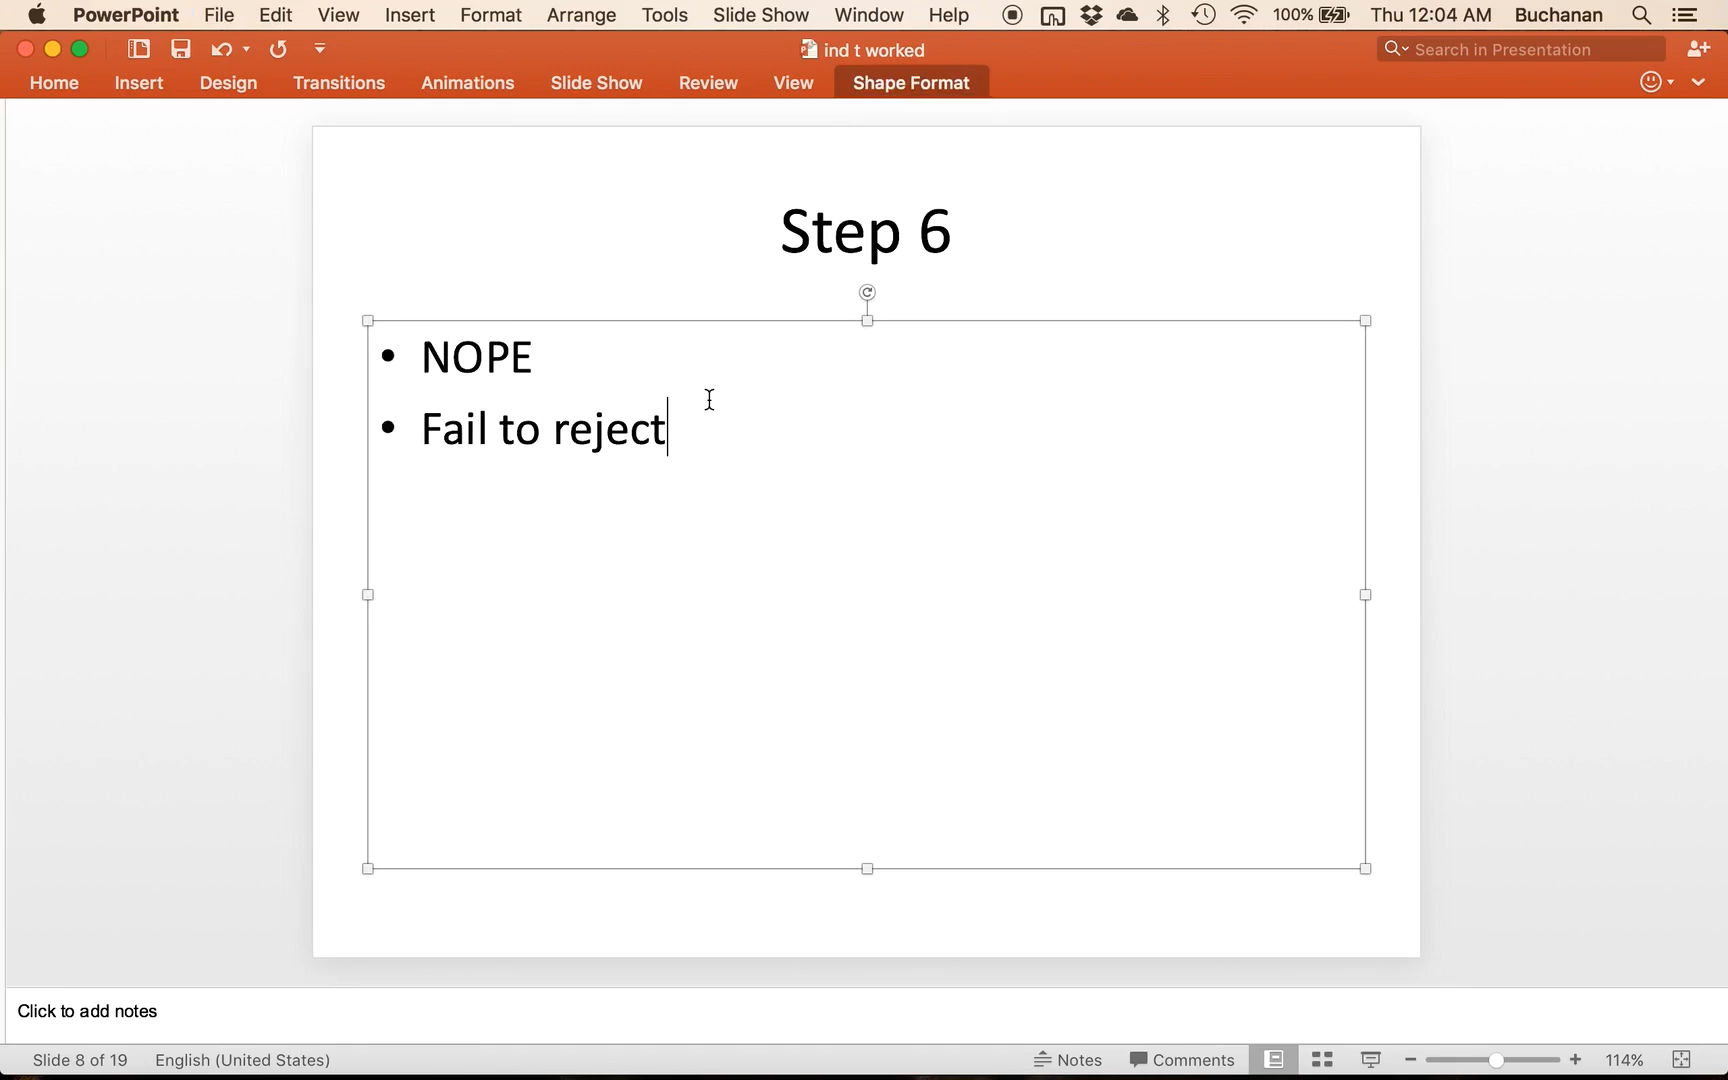 PowerPoint File Edit View Insert Format Arrange Tools Slide Show Window Help 100% Thu 12:04 AM Buchanan
ind t worked
Search in Presentation
Home Insert Design Transitions Animations Slide Show Review View Shape Format
Step 6
• NOPE
• Fail to reject
Click to add notes
Slide 8 of 19 English (United States) Notes Comments 114%